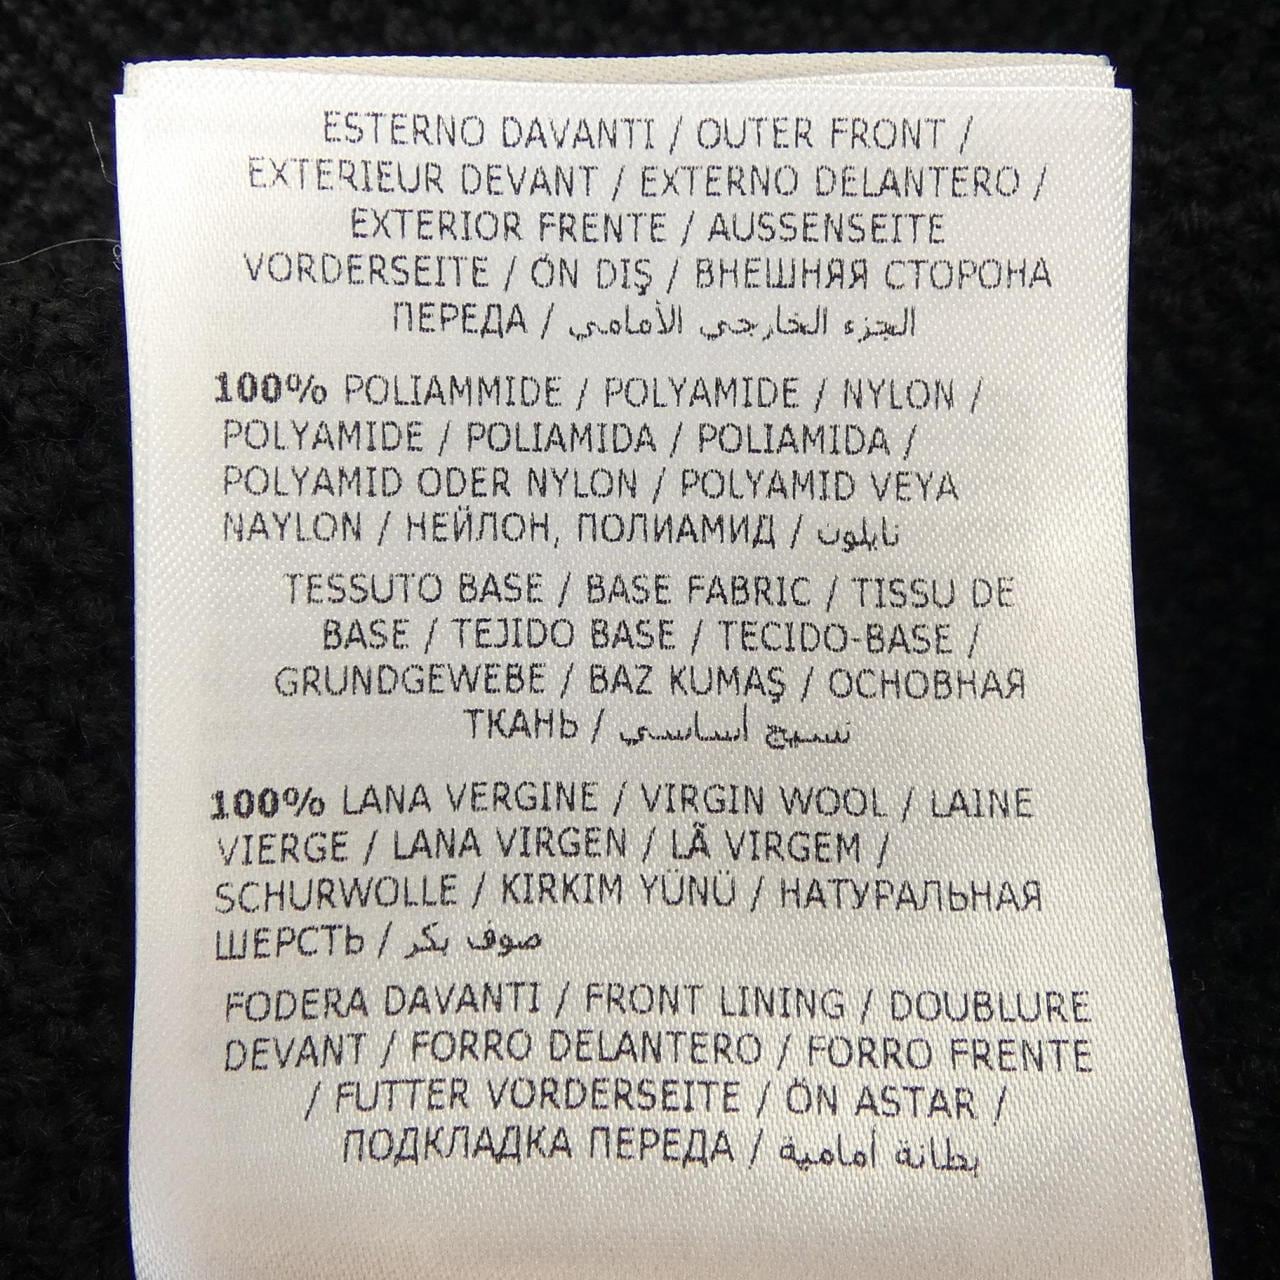 ESTERNO DAVANTI / OUTER FRONT /
EXTERIEUR DEVANT / EXTERNO DELANTERO /
EXTERIOR FRENTE / AUSSENSEITE
VORDERSEITE / ÖN DIŞ / ВНЕШНЯЯ СТОРОНА
ПЕРЕДА / الجزء الخارجي الأمامي
100% POLIAMMIDE / POLYAMIDE / NYLON /
POLYAMIDE / POLIAMIDA / POLIAMIDA /
POLYAMID ODER NYLON / POLYAMID VEYA
NAYLON / НЕЙЛОН, ПОЛИАМИД / نايلون
TESSUTO BASE / BASE FABRIC / TISSU DE
BASE / TEJIDO BASE / TECIDO-BASE /
GRUNDGEWEBE / BAZ KUMAŞ / ОСНОВНАЯ
ТКАНЬ / نسيج أساسي
100% LANA VERGINE / VIRGIN WOOL / LAINE
VIERGE / LANA VIRGEN / LÃ VIRGEM /
SCHURWOLLE / KIRKIM YÜNÜ / НАТУРАЛЬНАЯ
ШЕРСТЬ / صوف بكر
FODERA DAVANTI / FRONT LINING / DOUBLURE
DEVANT / FORRO DELANTERO / FORRO FRENTE
/ FUTTER VORDERSEITE / ÖN ASTAR /
ПОДКЛАДКА ПЕРЕДА / بطانة أمامية